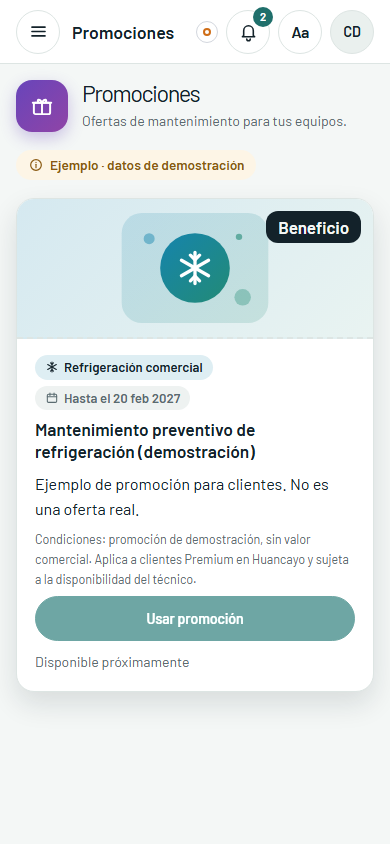 Promociones
2
Aa
CD
Promociones
Ofertas de mantenimiento para tus equipos.
Ejemplo · datos de demostración
Beneficio
Refrigeración comercial
Hasta el 20 feb 2027
Mantenimiento preventivo de
refrigeración (demostración)
Ejemplo de promoción para clientes. No es
una oferta real.
Condiciones: promoción de demostración, sin valor
comercial. Aplica a clientes Premium en Huancayo y sujeta
a la disponibilidad del técnico.
Usar promoción
Disponible próximamente